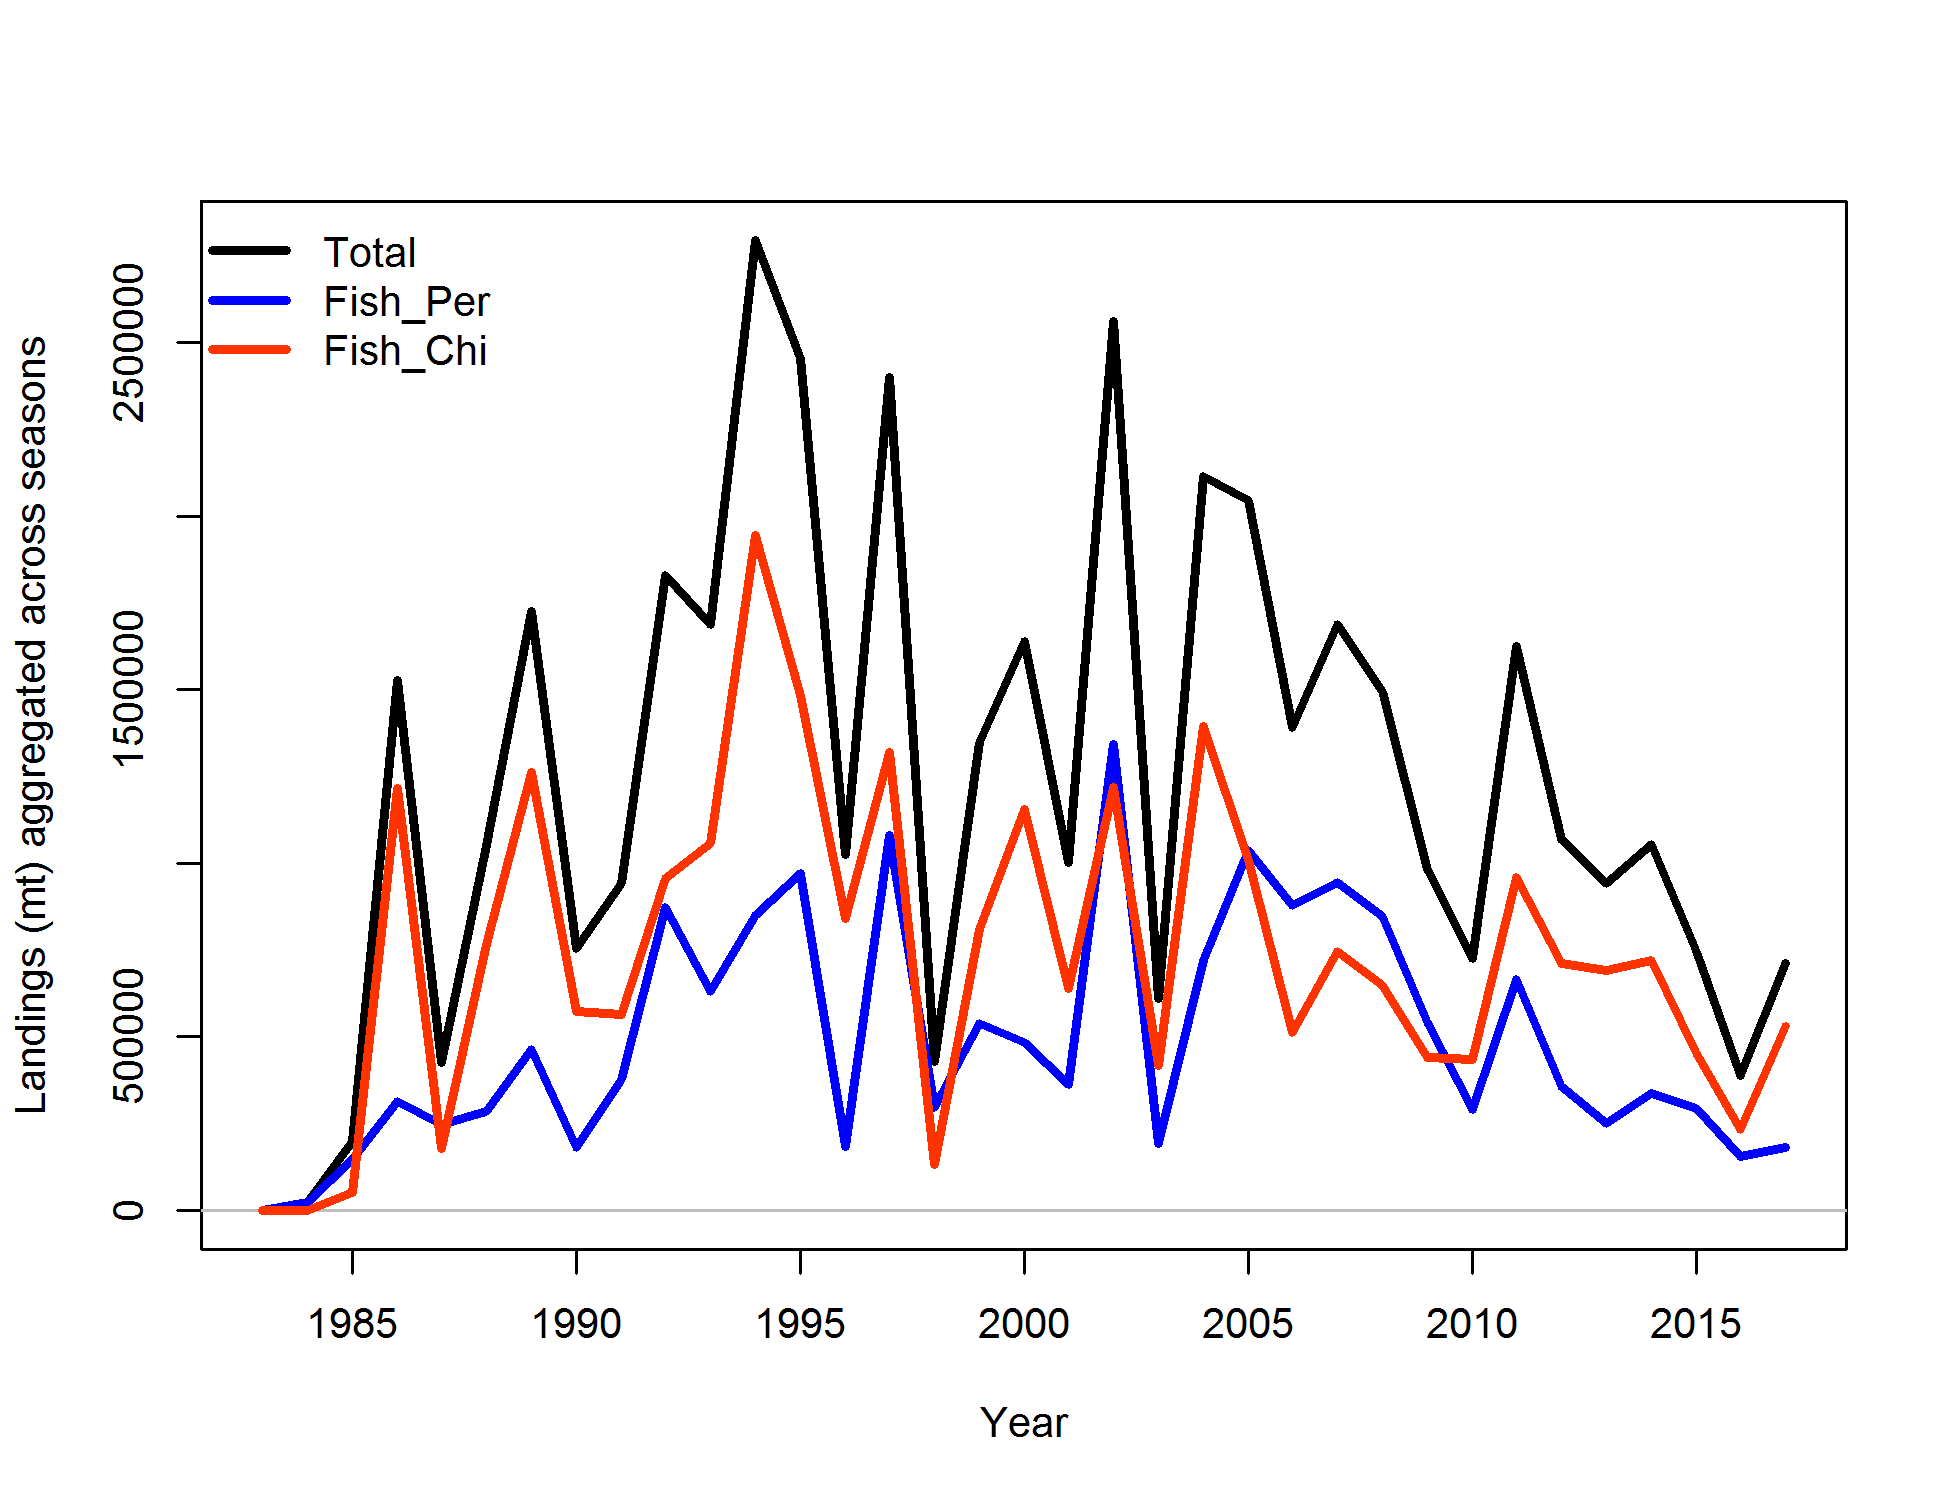 Total
Fish_Per
Fish_Chi
Landings (mt) aggregated across seasons
2500000
1500000
500000
0
1985 1990 1995 2000 2005 2010 2015
Year